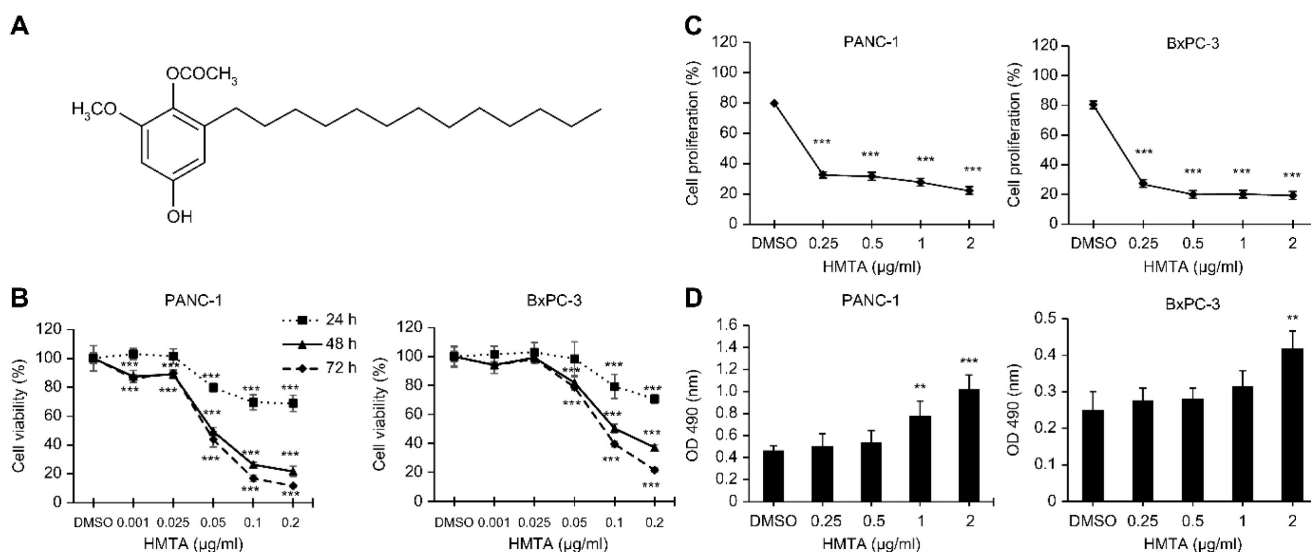 A
OCOCH3
H3CO
OH
B
PANC-1
120
100
80
60
40
20
0
Cell viability (%)
24 h
48 h
72 h
***
***
***
***
***
***
***
***
***
***
***
***
***
DMSO 0.001 0.025 0.05 0.1 0.2
HMTA (µg/ml)
BxPC-3
120
100
80
60
40
20
0
Cell viability (%)
***
***
***
***
***
***
***
***
DMSO 0.001 0.025 0.05 0.1 0.2
HMTA (µg/ml)
C
PANC-1
120
100
80
60
40
20
0
Cell proliferation (%)
*** *** *** ***
DMSO 0.25 0.5 1 2
HMTA (µg/ml)
BxPC-3
120
100
80
60
40
20
0
Cell proliferation (%)
*** *** *** ***
DMSO 0.25 0.5 1 2
HMTA (µg/ml)
D
PANC-1
1.6
1.4
1.2
1.0
0.8
0.6
0.4
0.2
0
OD 490 (nm)
** ***
DMSO 0.25 0.5 1 2
HMTA (µg/ml)
BxPC-3
0.5
0.4
0.3
0.2
0.1
0
OD 490 (nm)
**
DMSO 0.25 0.5 1 2
HMTA (µg/ml)